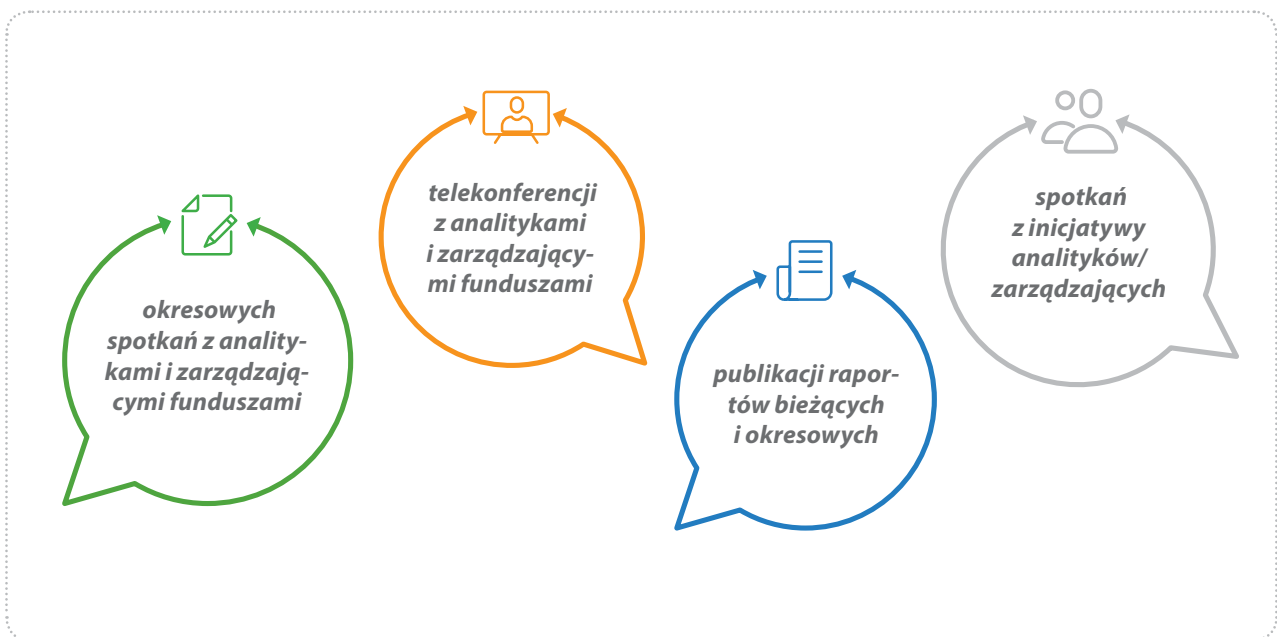 okresowych
spotkań z anality-
kami i zarządzają-
cymi funduszami
telekonferencji
z analitykami
i zarządzający-
mi funduszami
publikacji rapor-
tów bieżących
i okresowych
spotkań
z inicjatywy
analityków/
zarządzających